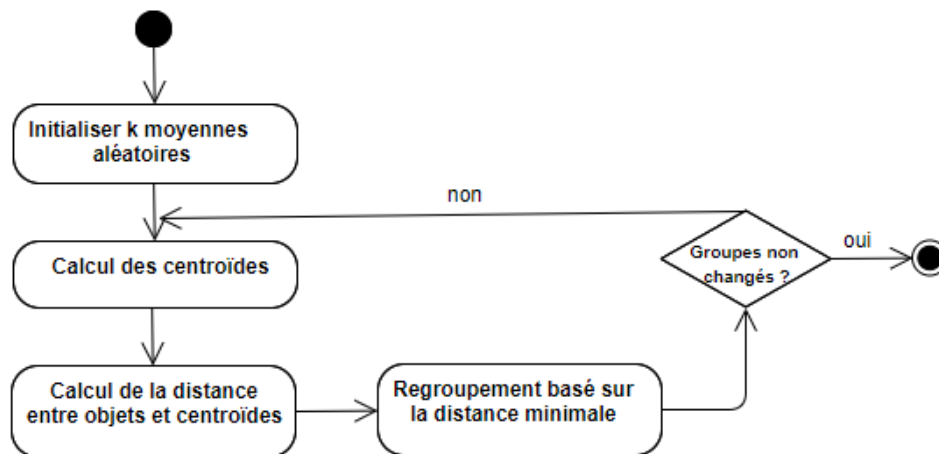 Initialiser k moyennes
aléatoires
non
Calcul des centroïdes
Groupes non
changés ?
oui
Calcul de la distance
entre objets et centroïdes
Regroupement basé sur
la distance minimale